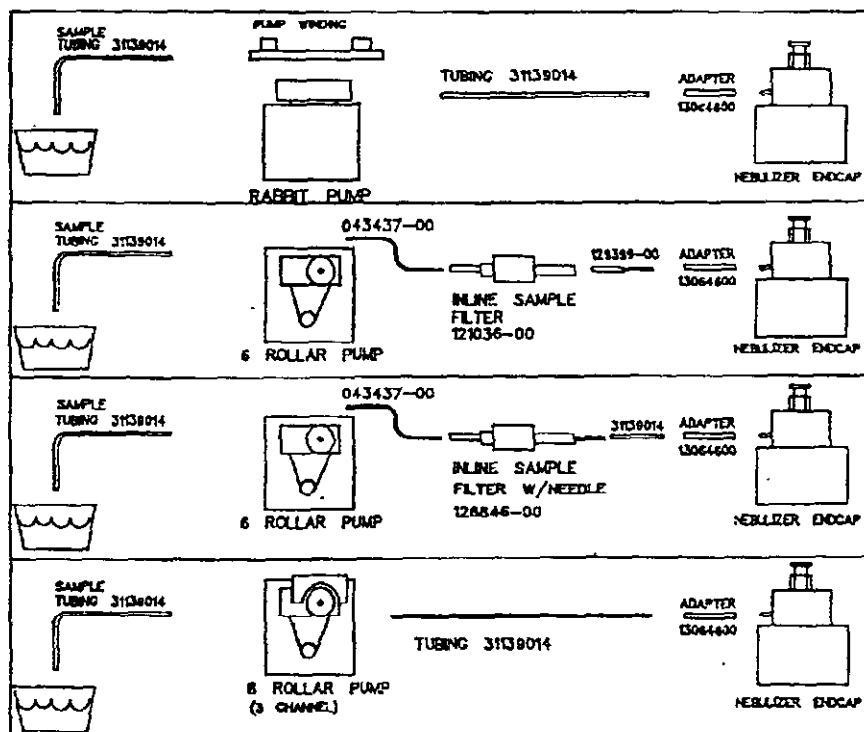 SAMPLE
TUBING 31139014
PUMP WINDING
TUBING 31139014
ADAPTER
13064600
RABBIT PUMP
NEBULIZER ENDCAP
SAMPLE
TUBING 31139014
043437-00
6 ROLLAR PUMP
INLINE SAMPLE
FILTER
121036-00
ADAPTER
13064600
NEBULIZER ENDCAP
SAMPLE
TUBING 31139014
043437-00
6 ROLLAR PUMP
INLINE SAMPLE
FILTER W/NEEDLE
126846-00
31139014
ADAPTER
13064600
NEBULIZER ENDCAP
SAMPLE
TUBING 31139014
ROLLAR PUMP
(3 CHANNEL)
TUBING 31139014
ADAPTER
13064600
NEBULIZER ENDCAP